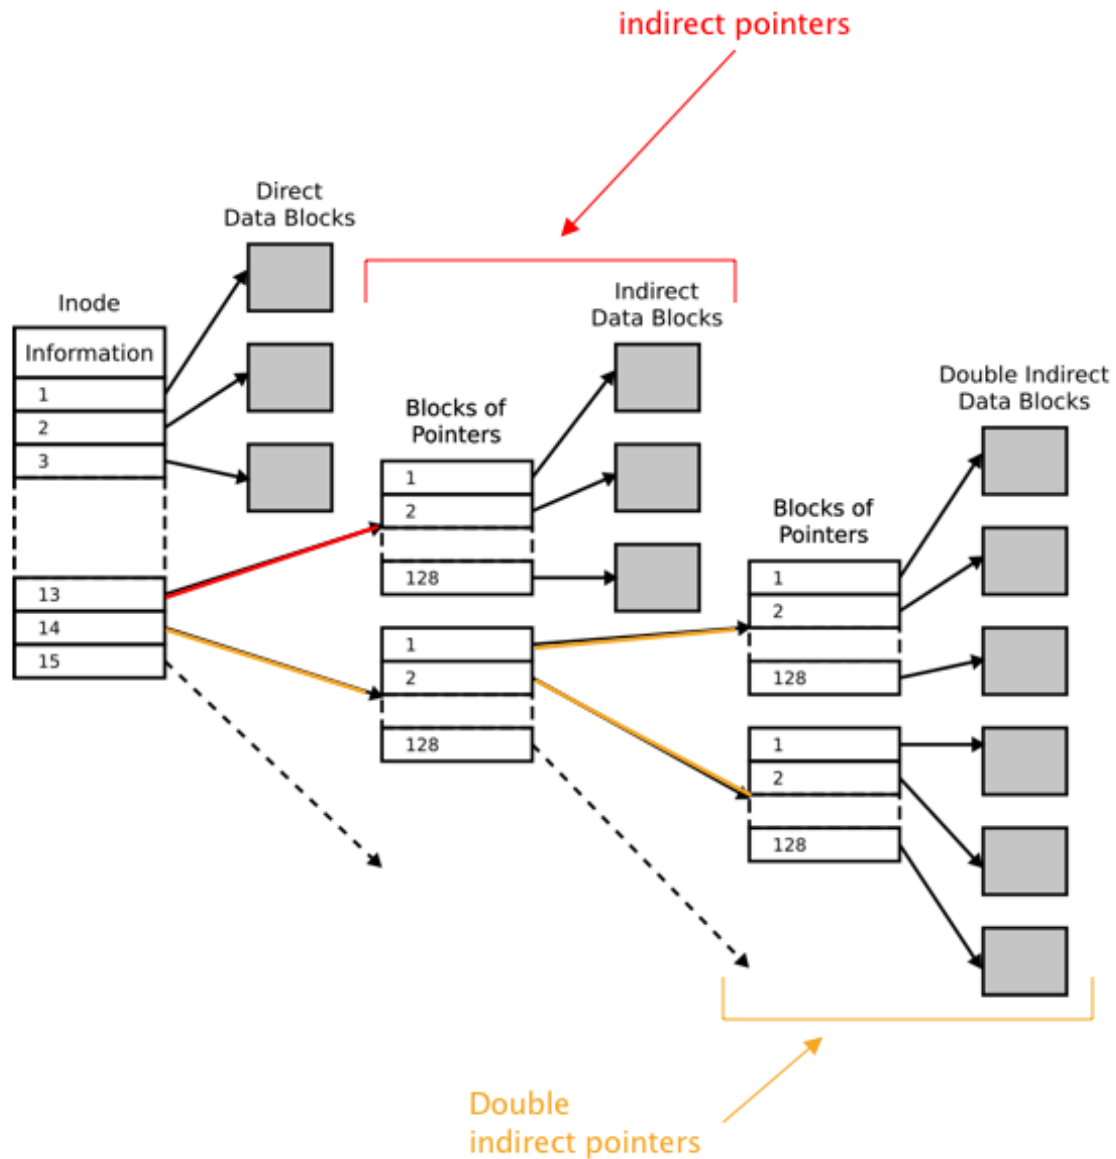 indirect pointers
Direct
Data Blocks
Inode
Information
1
2
3
13
14
15
Blocks of
Pointers
1
2
128
1
2
128
Indirect
Data Blocks
Blocks of
Pointers
1
2
128
1
2
128
Double Indirect
Data Blocks
Double
indirect pointers